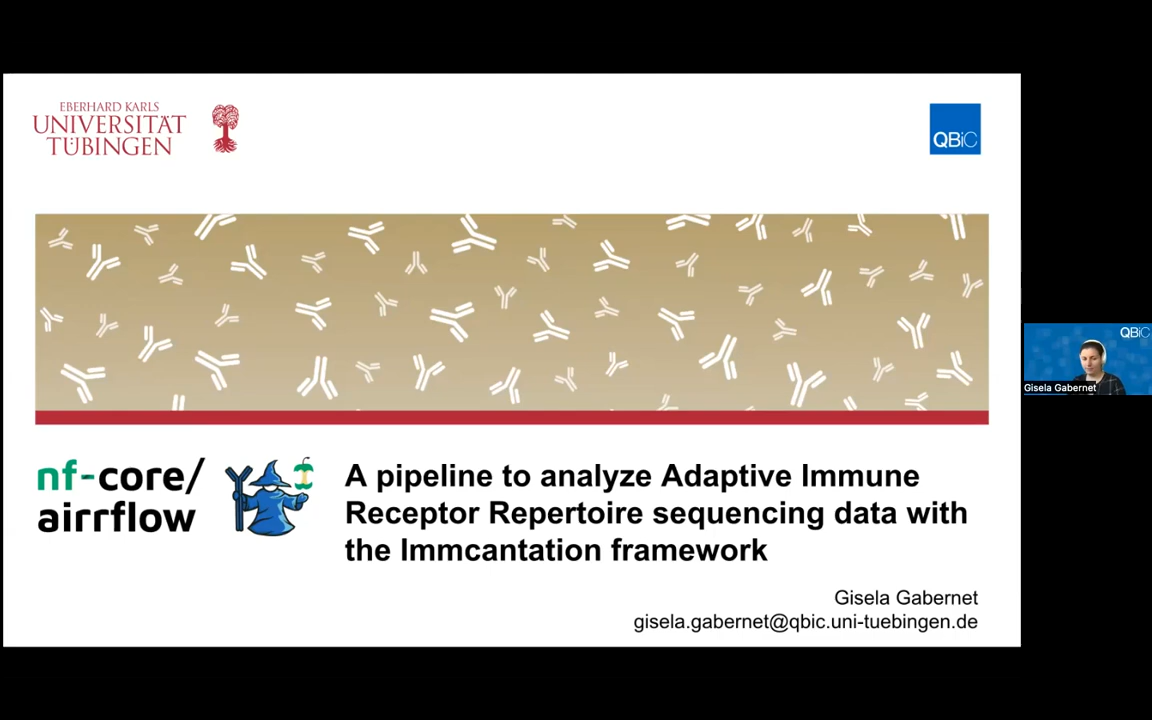 EBERHARD KARLS
UNIVERSITÄT
TÜBINGEN
QBiC
nf-core/
airrflow
A pipeline to analyze Adaptive Immune
Receptor Repertoire sequencing data with
the Immcantation framework
Gisela Gabernet
gisela.gabernet@qbic.uni-tuebingen.de
QBiC
Gisela Gabernet